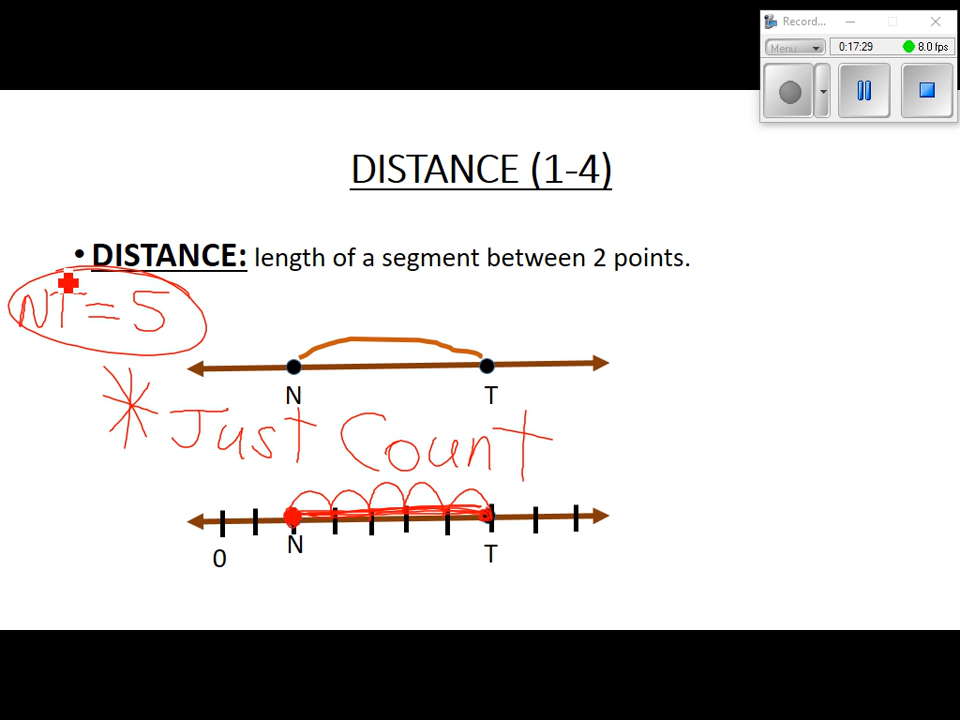 Record...
Menu
0:17:29
8.0 fps
DISTANCE (1-4)
• DISTANCE: length of a segment between 2 points.
NT = 5
N
T
* Just Count
0
N
T